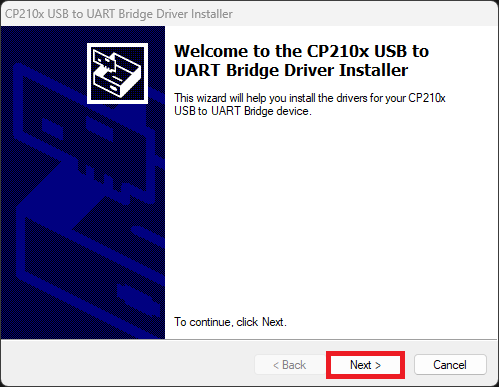 CP210x USB to UART Bridge Driver Installer
Welcome to the CP210x USB to
UART Bridge Driver Installer
This wizard will help you install the drivers for your CP210x
USB to UART Bridge device.
To continue, click Next.
< Back
Next >
Cancel